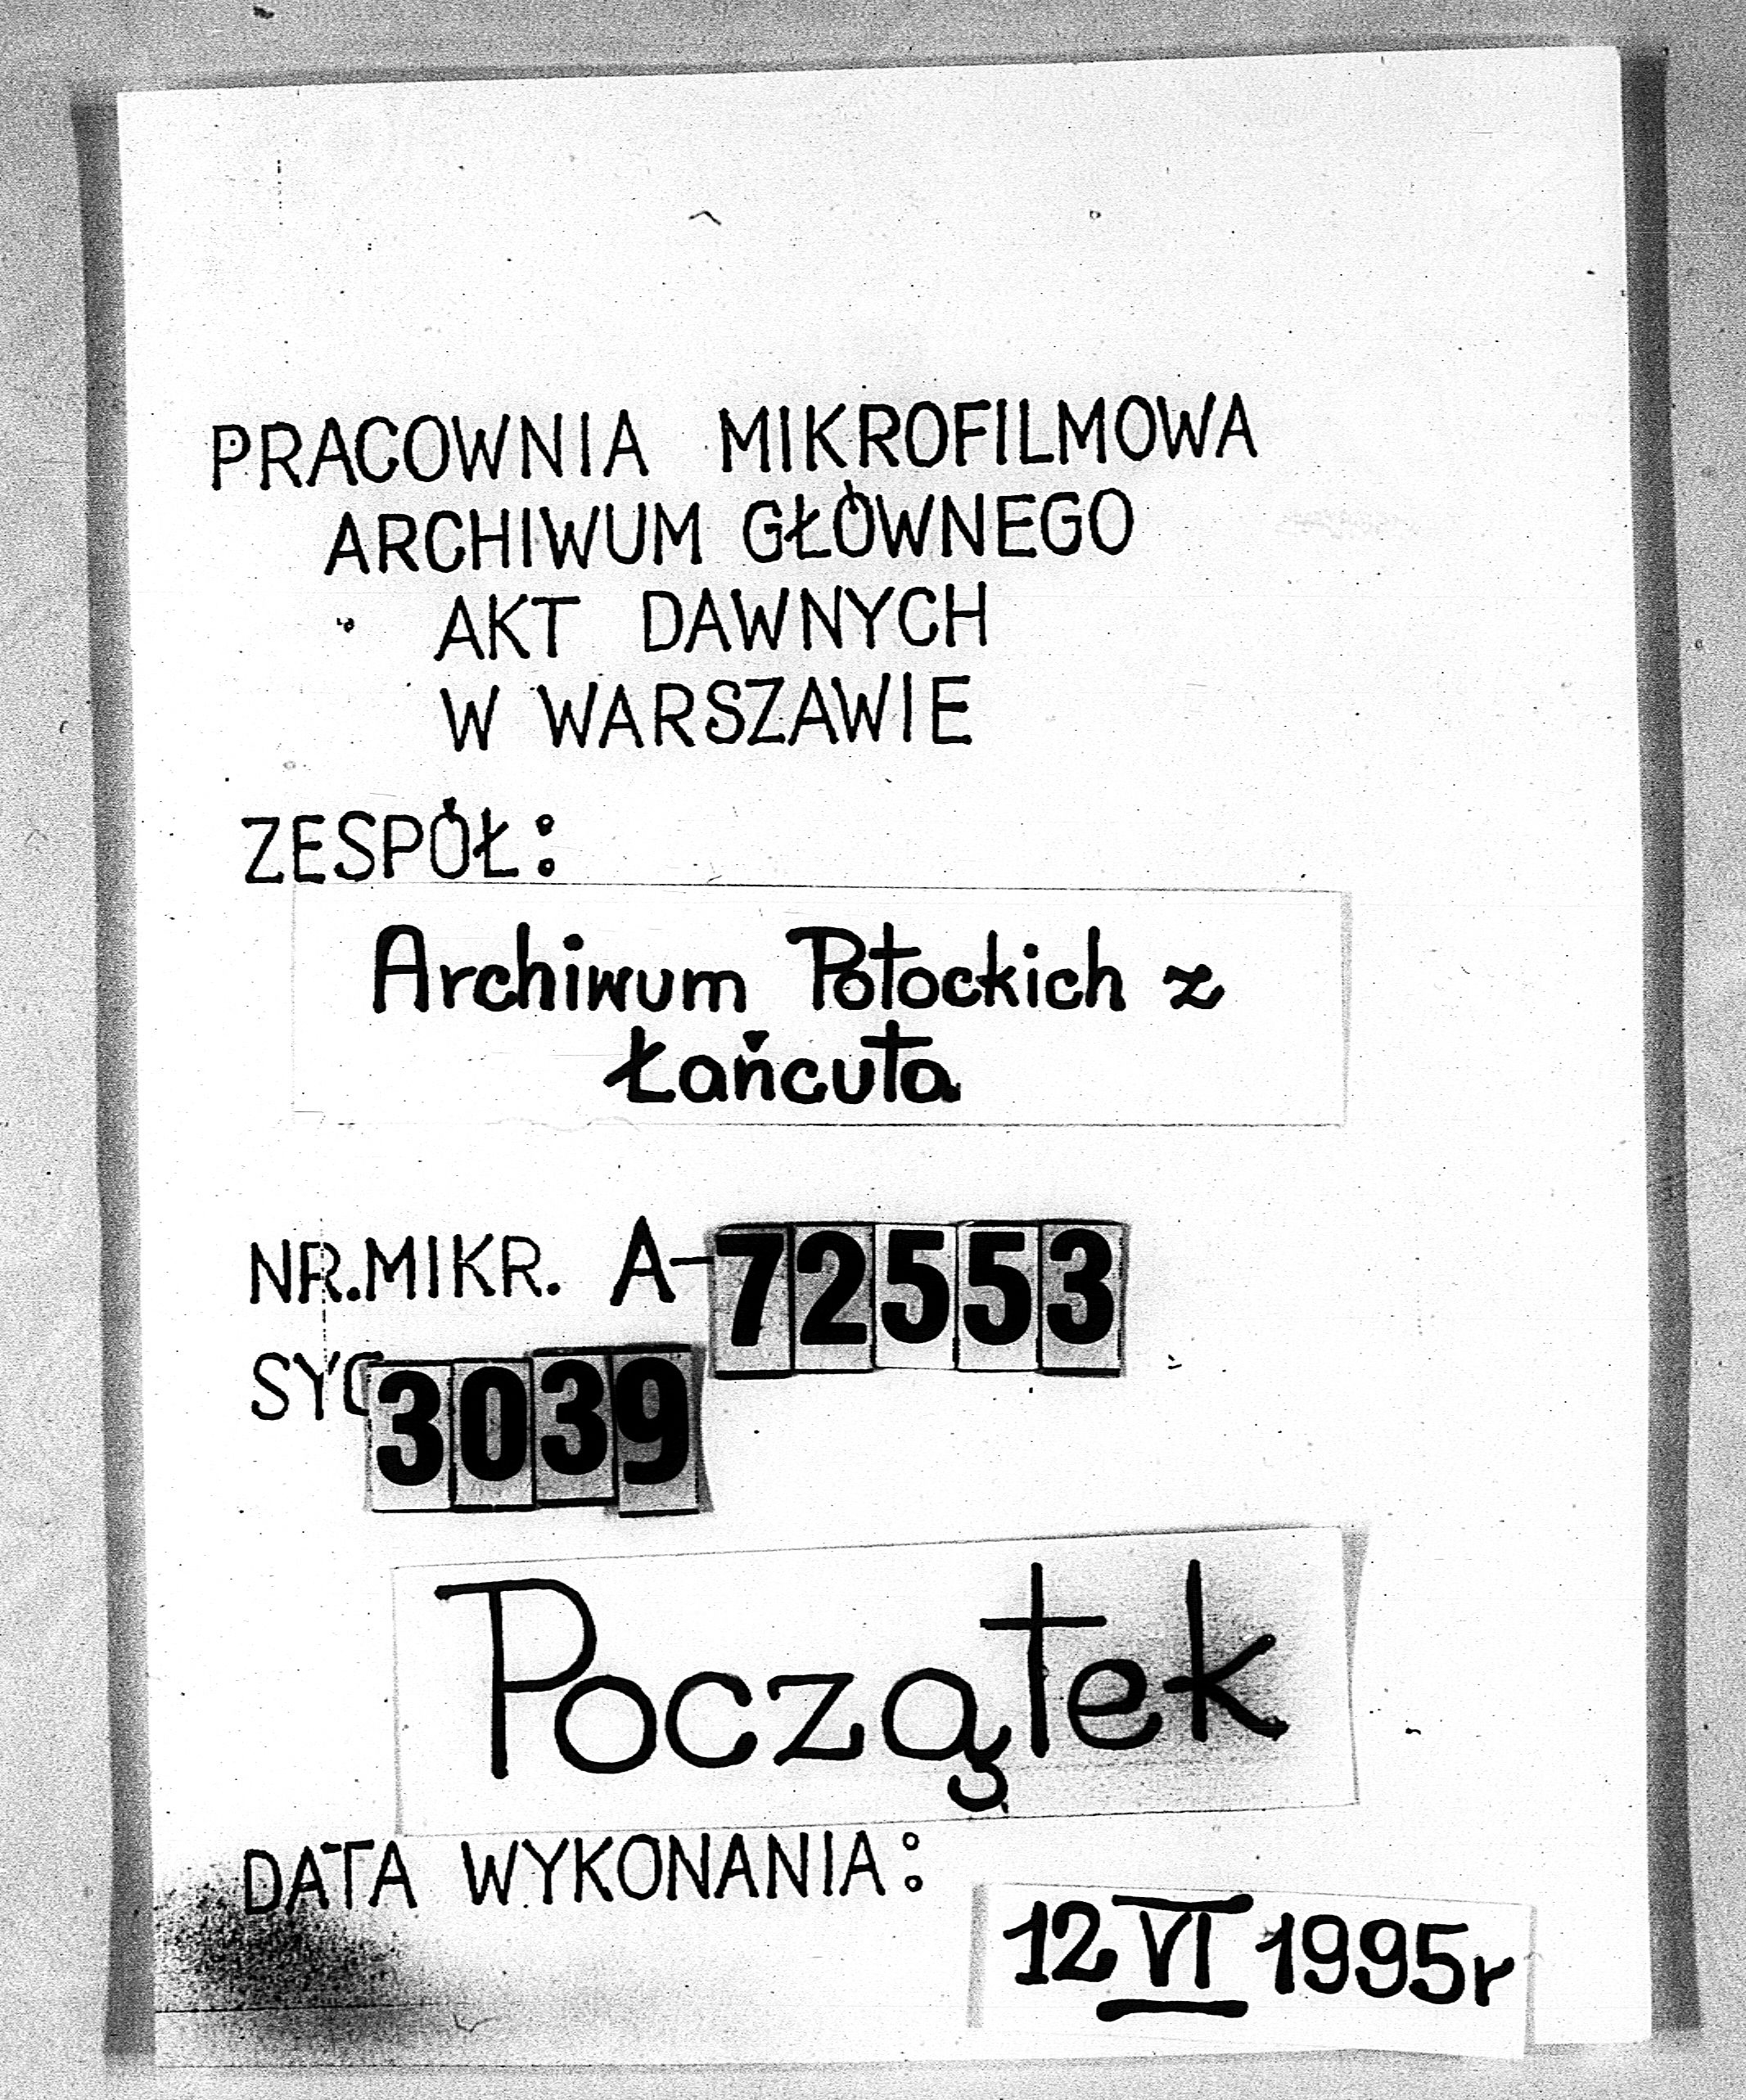 PRACOWNIA MIKROFILMOWA
ARCHIWUM GŁÓWNEGO
AKT DAWNYCH
W WARSZAWIE
ZESPÓŁ:
Archiwum Potockich z
Łańcuta
NR.MIKR. A-72553
SYG 3039
Początek
DATA WYKONANIA:
12 VI 1995r